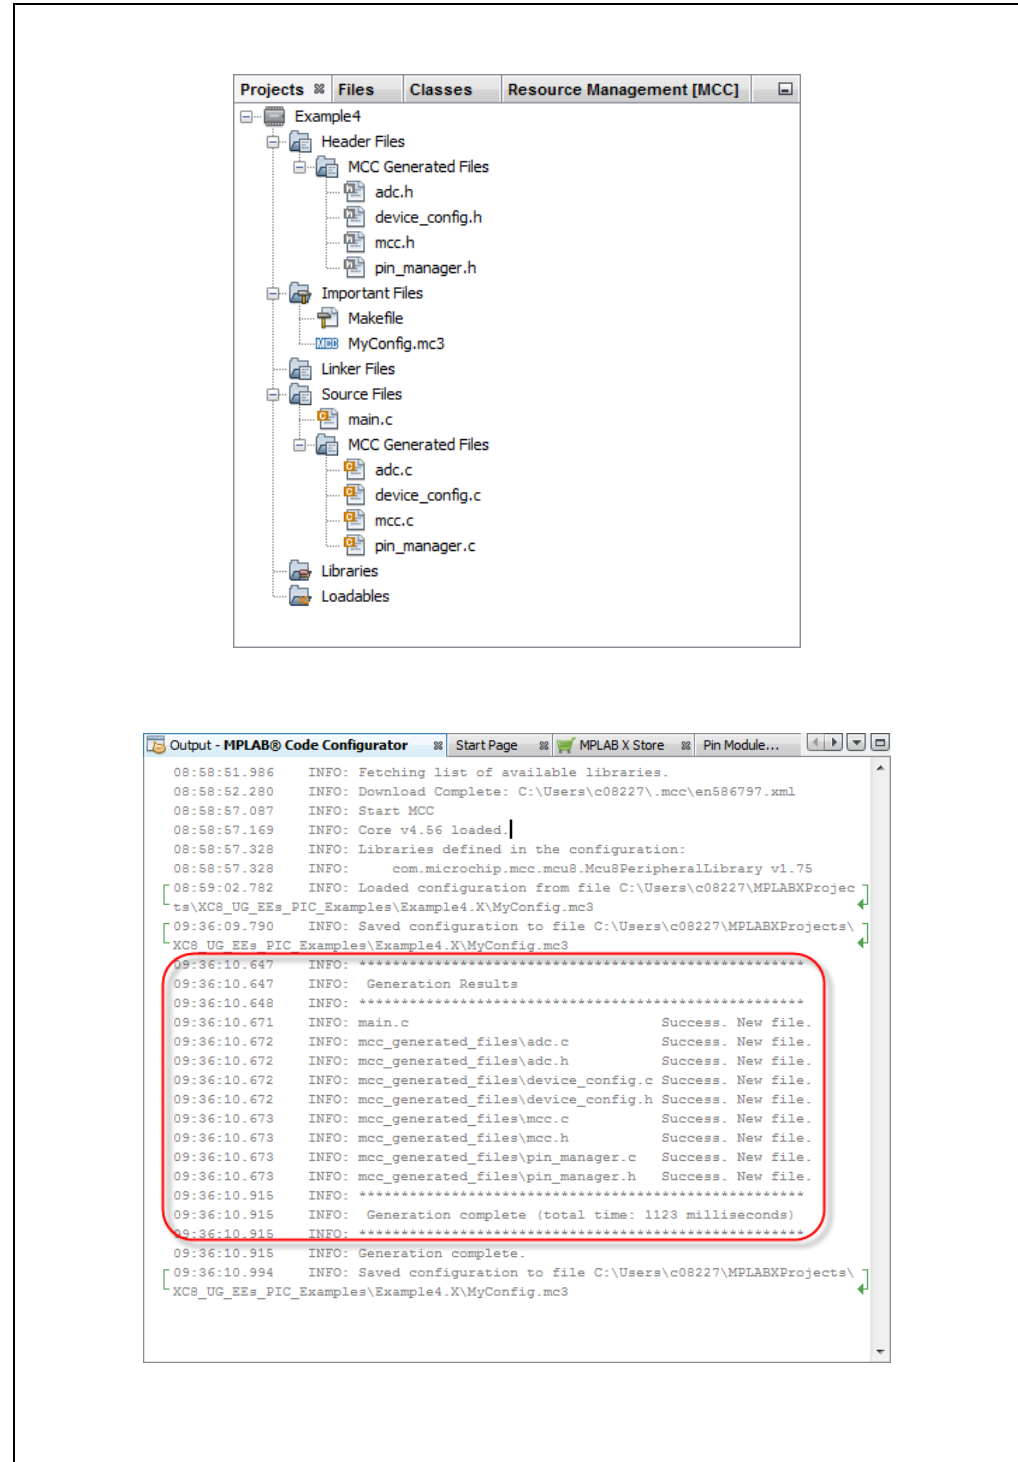 Projects Files Classes Resource Management [MCC]
Example4
Header Files
MCC Generated Files
adc.h
device_config.h
mcc.h
pin_manager.h
Important Files
Makefile
MyConfig.mc3
Linker Files
Source Files
main.c
MCC Generated Files
adc.c
device_config.c
mcc.c
pin_manager.c
Libraries
Loadables
Output - MPLAB® Code Configurator Start Page MPLAB X Store Pin Module...
08:58:51.986 INFO: Fetching list of available libraries.
08:58:52.280 INFO: Download Complete: C:\Users\c08227\.mcc\en586797.xml
08:58:57.087 INFO: Start MCC
08:58:57.169 INFO: Core v4.56 loaded.
08:58:57.328 INFO: Libraries defined in the configuration:
08:58:57.328 INFO: com.microchip.mcc.mcu8.Mcu8PeripheralLibrary v1.75
08:59:02.782 INFO: Loaded configuration from file C:\Users\c08227\MPLABXProjec
ts\XC8_UG_EEs_PIC_Examples\Example4.X\MyConfig.mc3
09:36:09.790 INFO: Saved configuration to file C:\Users\c08227\MPLABXProjects\
XC8_UG_EEs_PIC_Examples\Example4.X\MyConfig.mc3
09:36:10.647 INFO: *****************************************************
09:36:10.647 INFO: Generation Results
09:36:10.648 INFO: *****************************************************
09:36:10.671 INFO: main.c Success. New file.
09:36:10.672 INFO: mcc_generated_files\adc.c Success. New file.
09:36:10.672 INFO: mcc_generated_files\adc.h Success. New file.
09:36:10.672 INFO: mcc_generated_files\device_config.c Success. New file.
09:36:10.672 INFO: mcc_generated_files\device_config.h Success. New file.
09:36:10.673 INFO: mcc_generated_files\mcc.c Success. New file.
09:36:10.673 INFO: mcc_generated_files\mcc.h Success. New file.
09:36:10.673 INFO: mcc_generated_files\pin_manager.c Success. New file.
09:36:10.673 INFO: mcc_generated_files\pin_manager.h Success. New file.
09:36:10.915 INFO: *****************************************************
09:36:10.915 INFO: Generation complete (total time: 1123 milliseconds)
09:36:10.915 INFO: *****************************************************
09:36:10.915 INFO: Generation complete.
09:36:10.994 INFO: Saved configuration to file C:\Users\c08227\MPLABXProjects\
XC8_UG_EEs_PIC_Examples\Example4.X\MyConfig.mc3